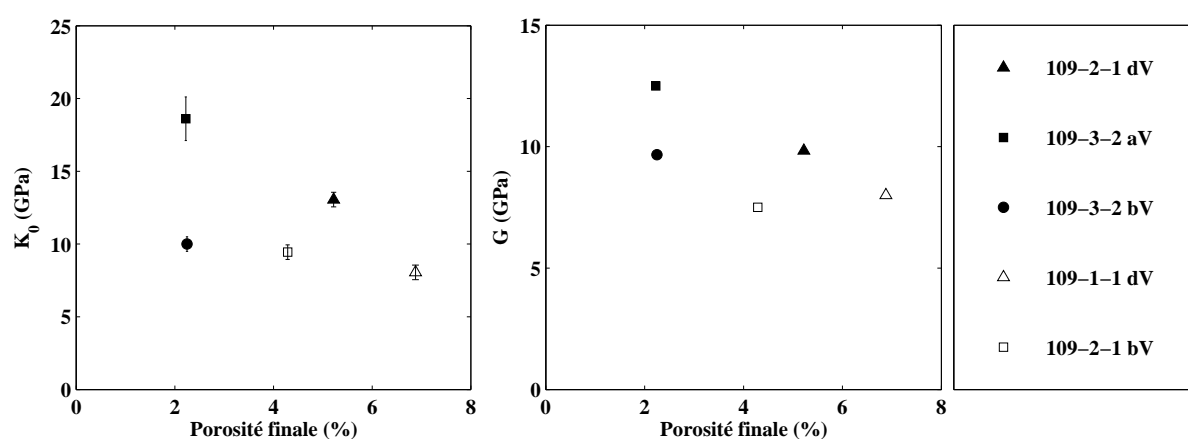 25
20
15
10
5
0
K0 (GPa)
0 2 4 6 8
Porosité finale (%)
15
10
5
0
G (GPa)
0 2 4 6 8
Porosité finale (%)
109–2–1 dV
109–3–2 aV
109–3–2 bV
109–1–1 dV
109–2–1 bV